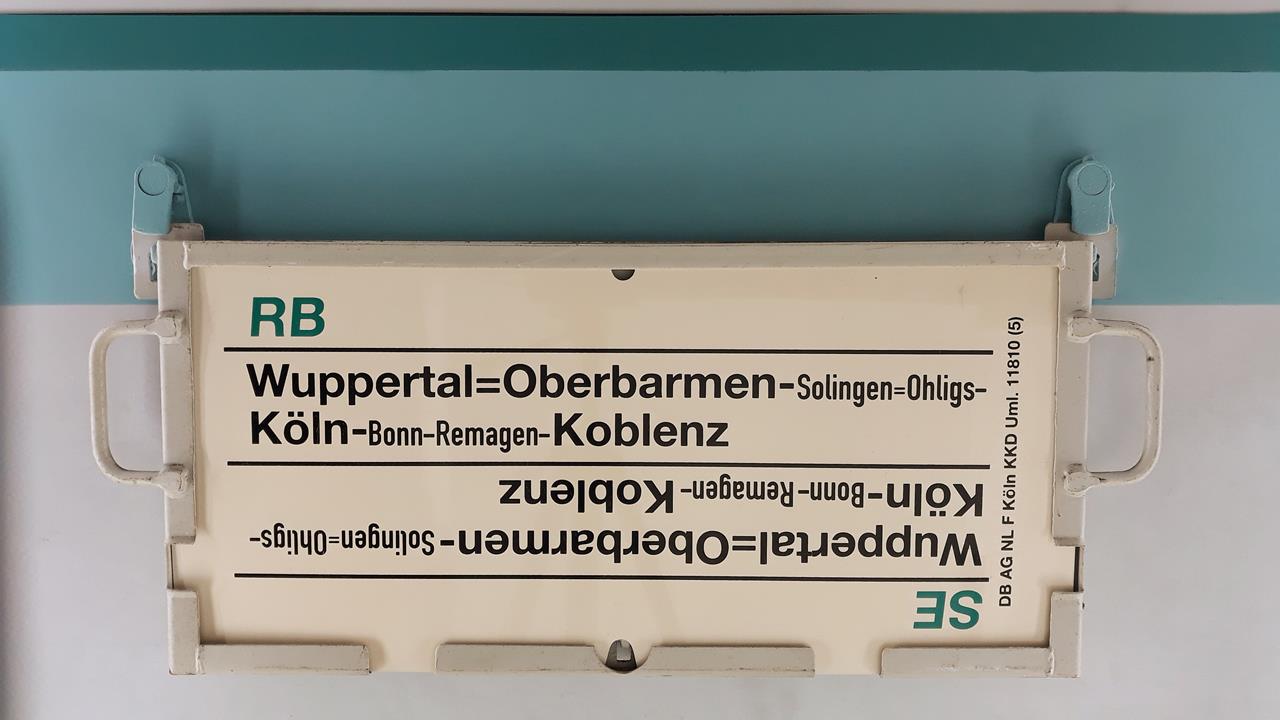 RB
Wuppertal=Oberbarmen-Solingen=Ohligs-
Köln-Bonn-Remagen-Koblenz
SE
Wuppertal=Oberbarmen-Solingen=Ohligs-
Köln-Bonn-Remagen-Koblenz
DB AG NL F Köln KKD Uml. 11810 (5)